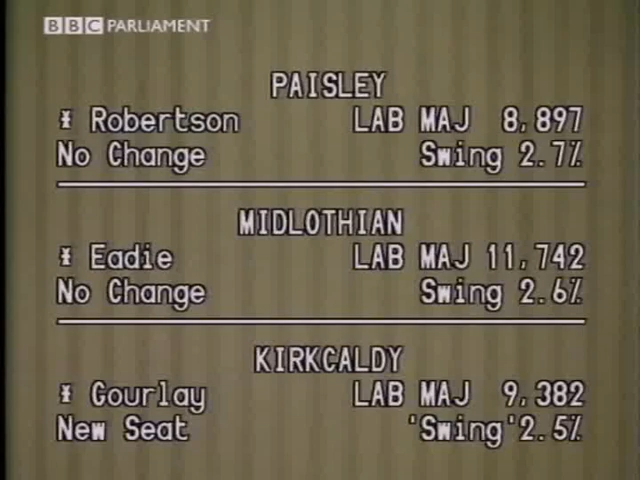 BBC PARLIAMENT
PAISLEY
* Robertson LAB MAJ 8,897
No Change Swing 2.7%
MIDLOTHIAN
* Eadie LAB MAJ 11,742
No Change Swing 2.6%
KIRKCALDY
* Gourlay LAB MAJ 9,382
New Seat 'Swing' 2.5%